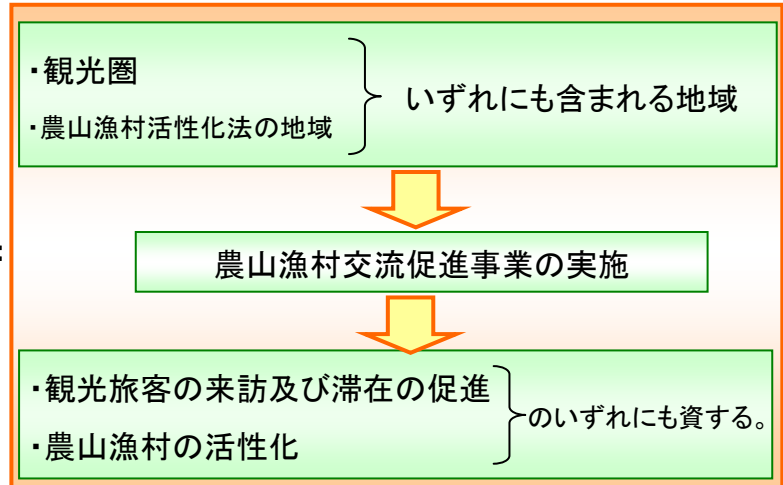 ・観光圏
・農山漁村活性化法の地域
いずれにも含まれる地域
農山漁村交流促進事業の実施
・観光旅客の来訪及び滞在の促進
・農山漁村の活性化
のいずれにも資する。